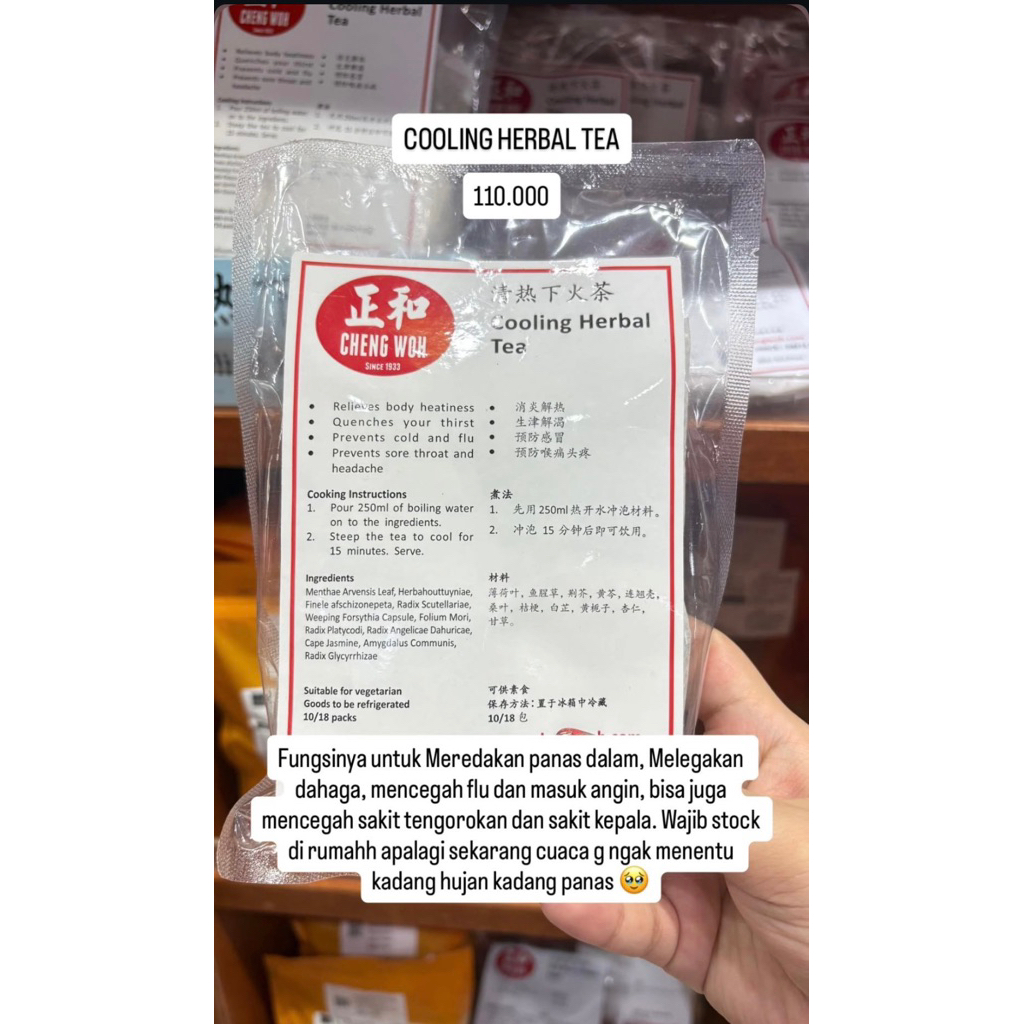 Cooling Herbal
Tea
正和
CHENG WOH
COOLING HERBAL TEA
110.000
正和
CHENG WOH
SINCE 1933
清热下火茶
Cooling Herbal
Tea
• Relieves body heatiness
• Quenches your thirst
• Prevents cold and flu
• Prevents sore throat and
headache
• 消炎解热
• 生津解渴
• 预防感冒
• 预防喉痛头疼
Cooking Instructions
1. Pour 250ml of boiling water
on to the ingredients.
2. Steep the tea to cool for
15 minutes. Serve.
煮法
1. 先用250ml热开水冲泡材料。
2. 冲泡 15 分钟后即可饮用。
Ingredients
Menthae Arvensis Leaf, Herbahouttuyniae,
Finele afschizonepeta, Radix Scutellariae,
Weeping Forsythia Capsule, Folium Mori,
Radix Platycodi, Radix Angelicae Dahuricae,
Cape Jasmine, Amygdalus Communis,
Radix Glycyrrhizae
材料
薄荷叶, 鱼腥草, 荆芥, 黄芩, 连翘壳,
桑叶, 桔梗, 白芷, 黄栀子, 杏仁,
甘草。
Suitable for vegetarian
Goods to be refrigerated
10/18 packs
可供素食
保存方法：置于冰箱中冷藏
10/18 包
Fungsinya untuk Meredakan panas dalam, Melegakan
dahaga, mencegah flu dan masuk angin, bisa juga
mencegah sakit tengorokan dan sakit kepala. Wajib stock
di rumahh apalagi sekarang cuaca g ngak menentu
kadang hujan kadang panas 🥹